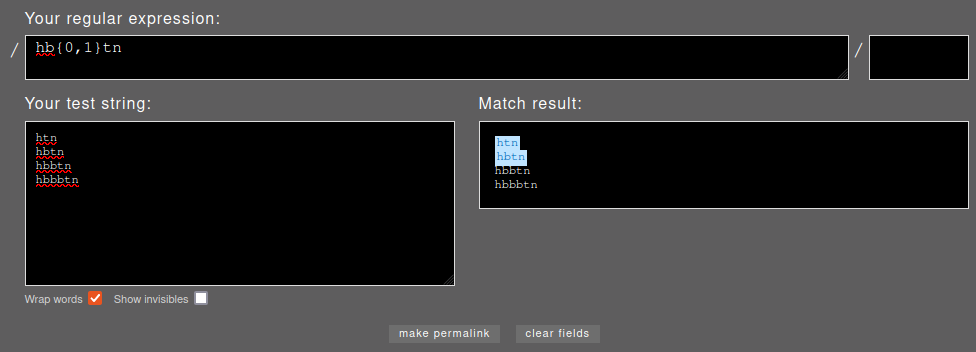 Your regular expression:
/ hb{0,1}tn /
Your test string:
htn
hbtn
hbbtn
hbbbtn
Match result:
htn
hbtn
hbbtn
hbbbtn
Wrap words Show invisibles
make permalink clear fields